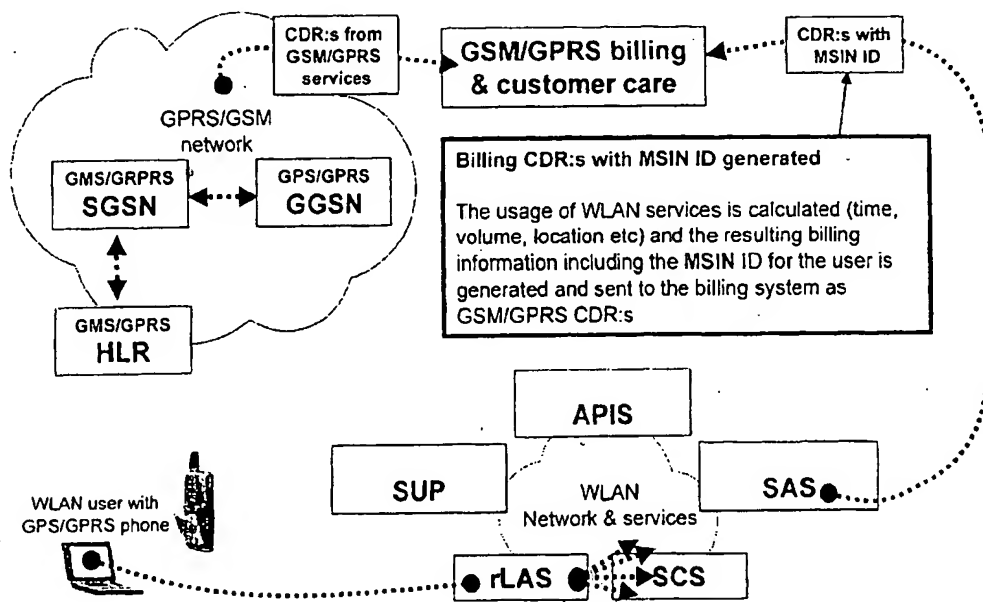 CDR:s from
GSM/GPRS
services
GSM/GPRS billing
& customer care
CDR:s with
MSIN ID
GPRS/GSM
network
GMS/GRPRS
SGSN
GPS/GPRS
GGSN
GMS/GPRS
HLR
Billing CDR:s with MSIN ID generated
The usage of WLAN services is calculated (time,
volume, location etc) and the resulting billing
information including the MSIN ID for the user is
generated and sent to the billing system as
GSM/GPRS CDR:s
APIS
SUP
WLAN
Network & services
SAS
WLAN user with
GPS/GPRS phone
rLAS
SCS